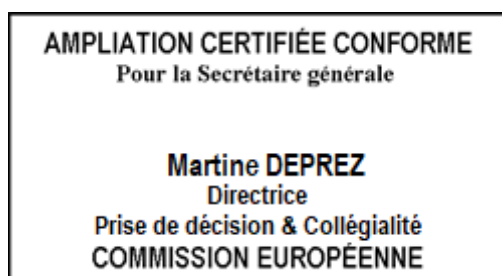 AMPLIATION CERTIFIÉE CONFORME
Pour la Secrétaire générale
Martine DEPREZ
Directrice
Prise de décision & Collégialité
COMMISSION EUROPÉENNE